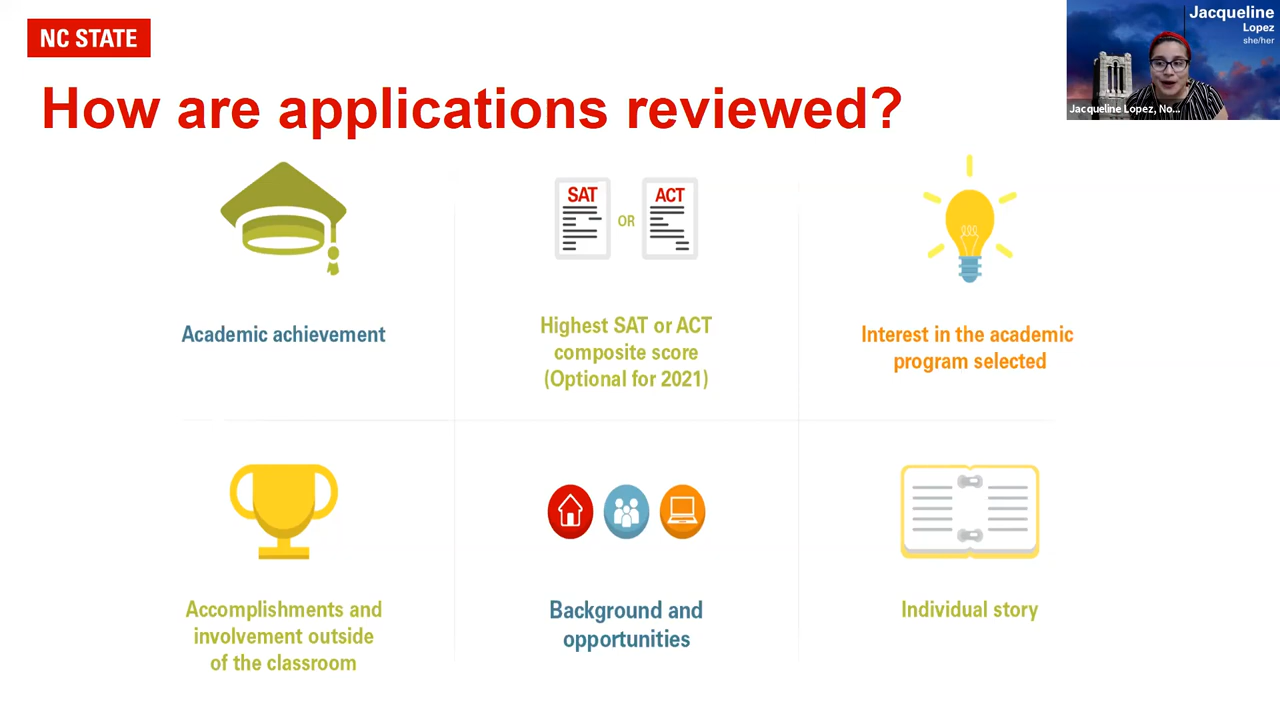 NC STATE
Jacqueline
Lopez
she/her
Jacqueline Lopez, No...
How are applications reviewed?
SAT
OR
ACT
Academic achievement
Highest SAT or ACT
composite score
(Optional for 2021)
Interest in the academic
program selected
Accomplishments and
involvement outside
of the classroom
Background and
opportunities
Individual story